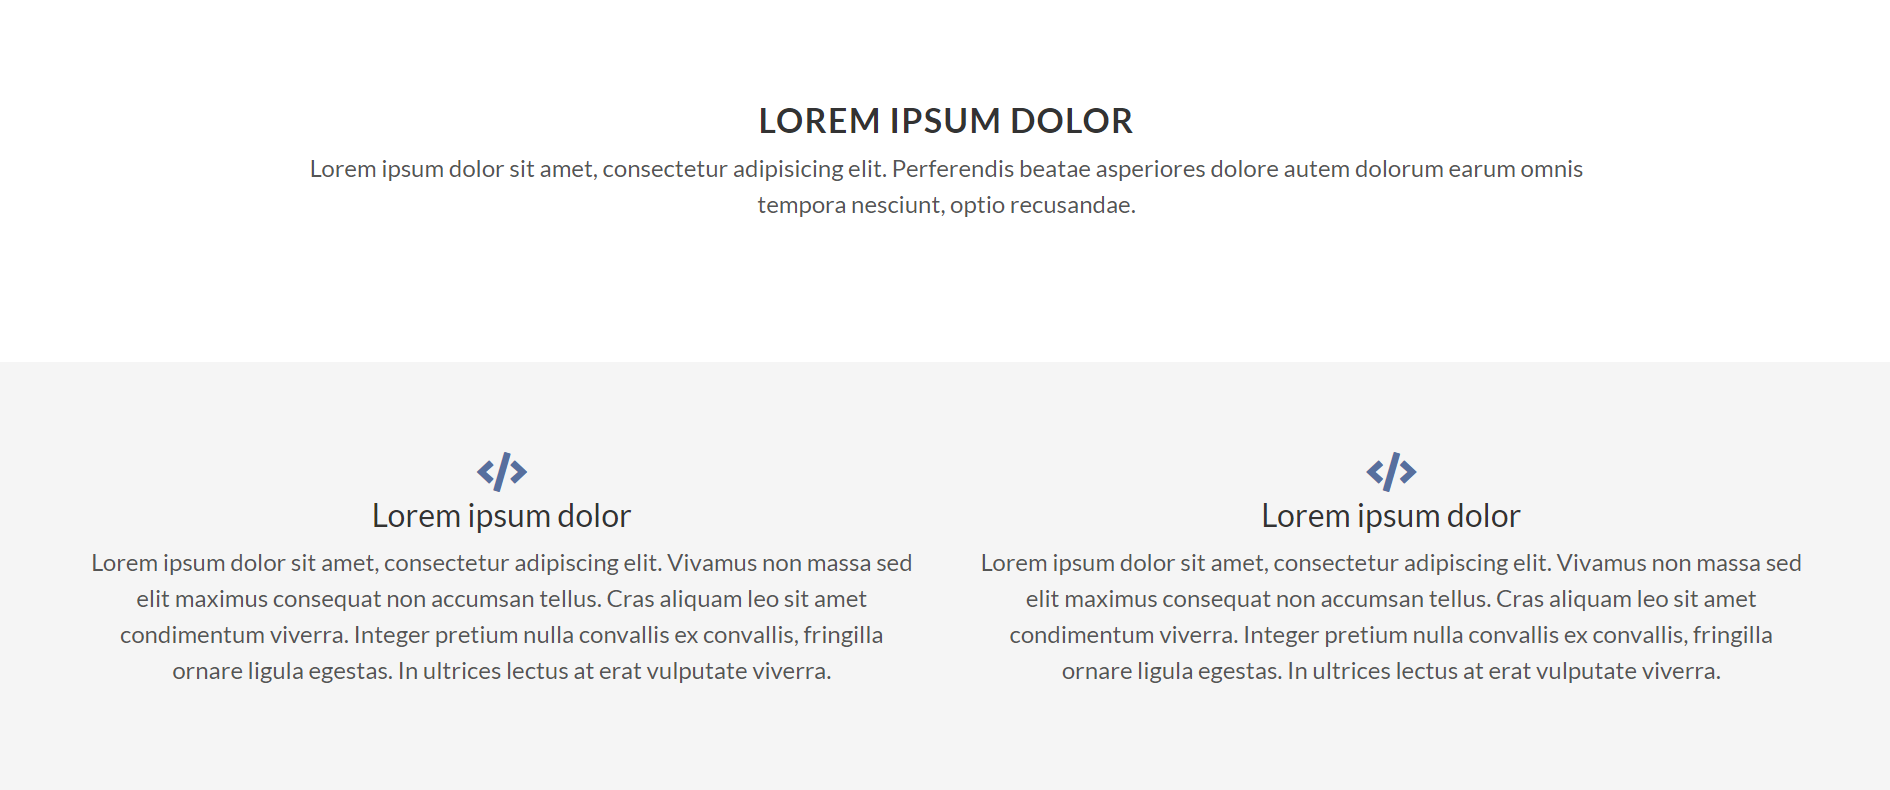 LOREM IPSUM DOLOR
Lorem ipsum dolor sit amet, consectetur adipisicing elit. Perferendis beatae asperiores dolore autem dolorum earum omnis
tempora nesciunt, optio recusandae.
Lorem ipsum dolor
Lorem ipsum dolor sit amet, consectetur adipiscing elit. Vivamus non massa sed
elit maximus consequat non accumsan tellus. Cras aliquam leo sit amet
condimentum viverra. Integer pretium nulla convallis ex convallis, fringilla
ornare ligula egestas. In ultrices lectus at erat vulputate viverra.
Lorem ipsum dolor
Lorem ipsum dolor sit amet, consectetur adipiscing elit. Vivamus non massa sed
elit maximus consequat non accumsan tellus. Cras aliquam leo sit amet
condimentum viverra. Integer pretium nulla convallis ex convallis, fringilla
ornare ligula egestas. In ultrices lectus at erat vulputate viverra.